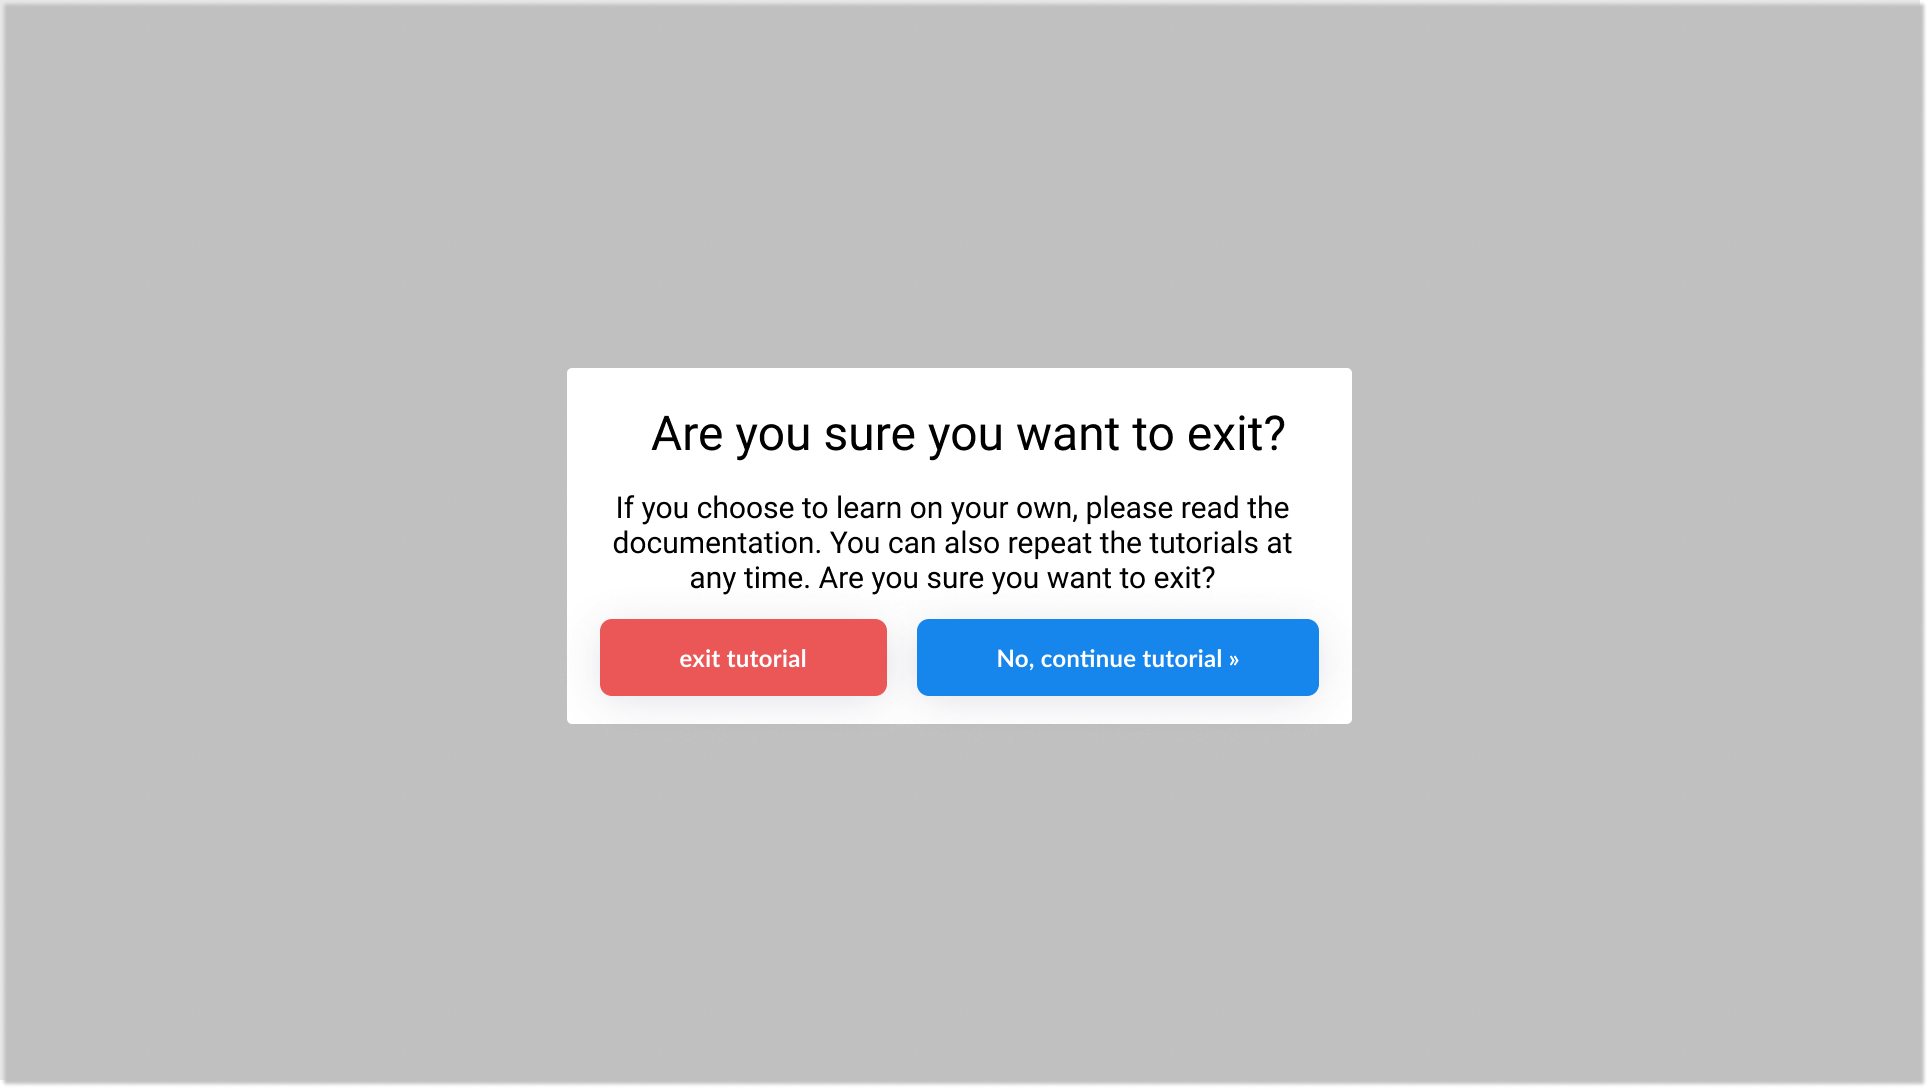 Are you sure you want to exit?
If you choose to learn on your own, please read the
documentation. You can also repeat the tutorials at
any time. Are you sure you want to exit?
exit tutorial
No, continue tutorial »